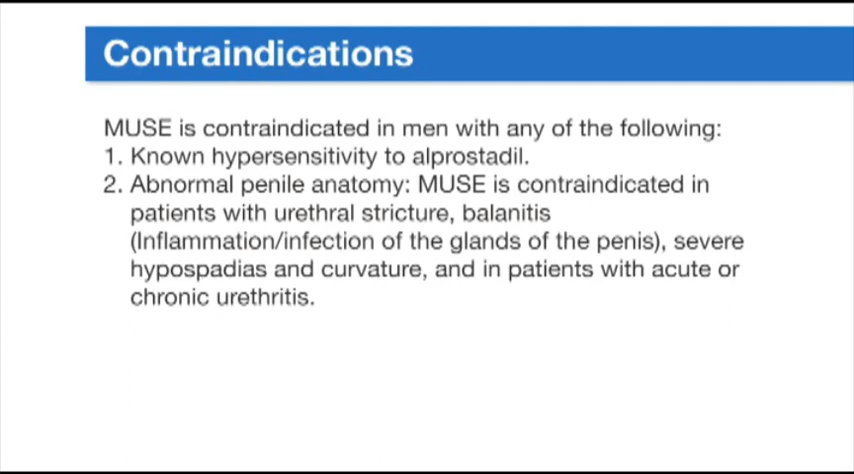 Contraindications
MUSE is contraindicated in men with any of the following:
1. Known hypersensitivity to alprostadil.
2. Abnormal penile anatomy: MUSE is contraindicated in
patients with urethral stricture, balanitis
(Inflammation/infection of the glands of the penis), severe
hypospadias and curvature, and in patients with acute or
chronic urethritis.